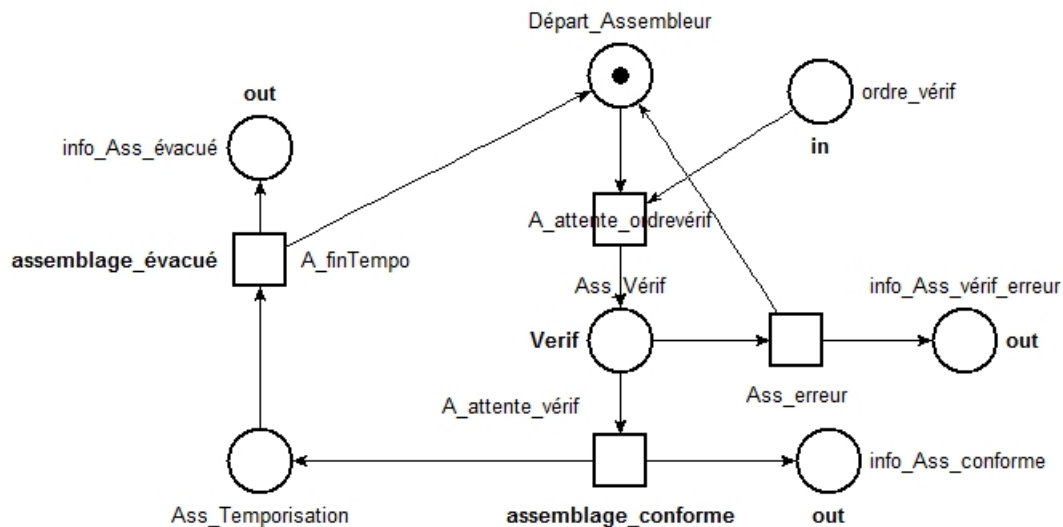 Départ_Assembleur
out
ordre_vérif
info_Ass_évacué
in
A_attente_ordrevérif
assemblage_évacué
A_finTempo
Ass_Vérif
info_Ass_vérif_erreur
Verif
out
Ass_erreur
A_attente_vérif
info_Ass_conforme
Ass_Temporisation
assemblage_conforme
out